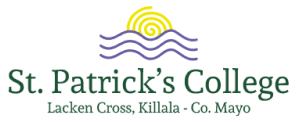 St. Patrick's College
Lacken Cross, Killala - Co. Mayo